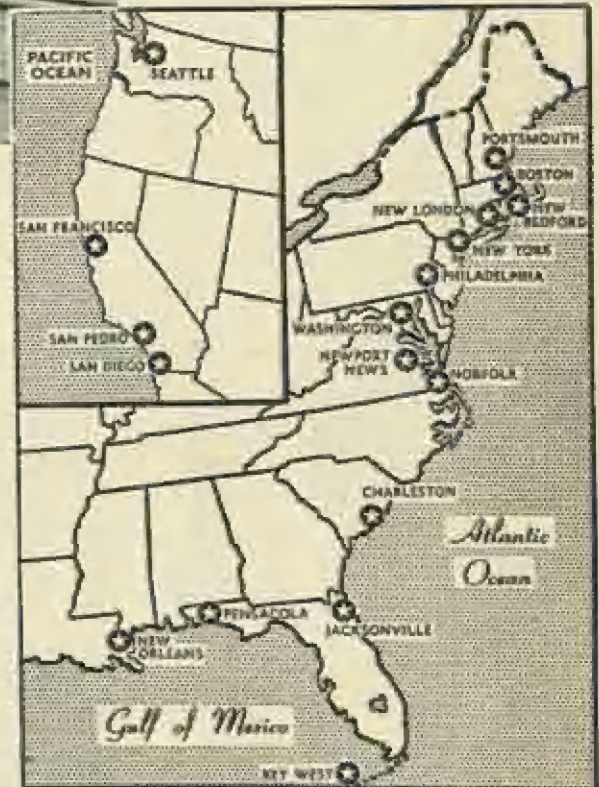 PACIFIC
OCEAN
SEATTLE
SAN FRANCISCO
SAN PEDRO
SAN DIEGO
PORTSMOUTH
BOSTON
NEW LONDON
NEW
BEDFORD
NEW YORK
PHILADELPHIA
WASHINGTON
NEWPORT
NEWS
NORFOLK
CHARLESTON
Atlantic
Ocean
PENSACOLA
JACKSONVILLE
NEW
ORLEANS
Gulf of Mexico
KEY WEST